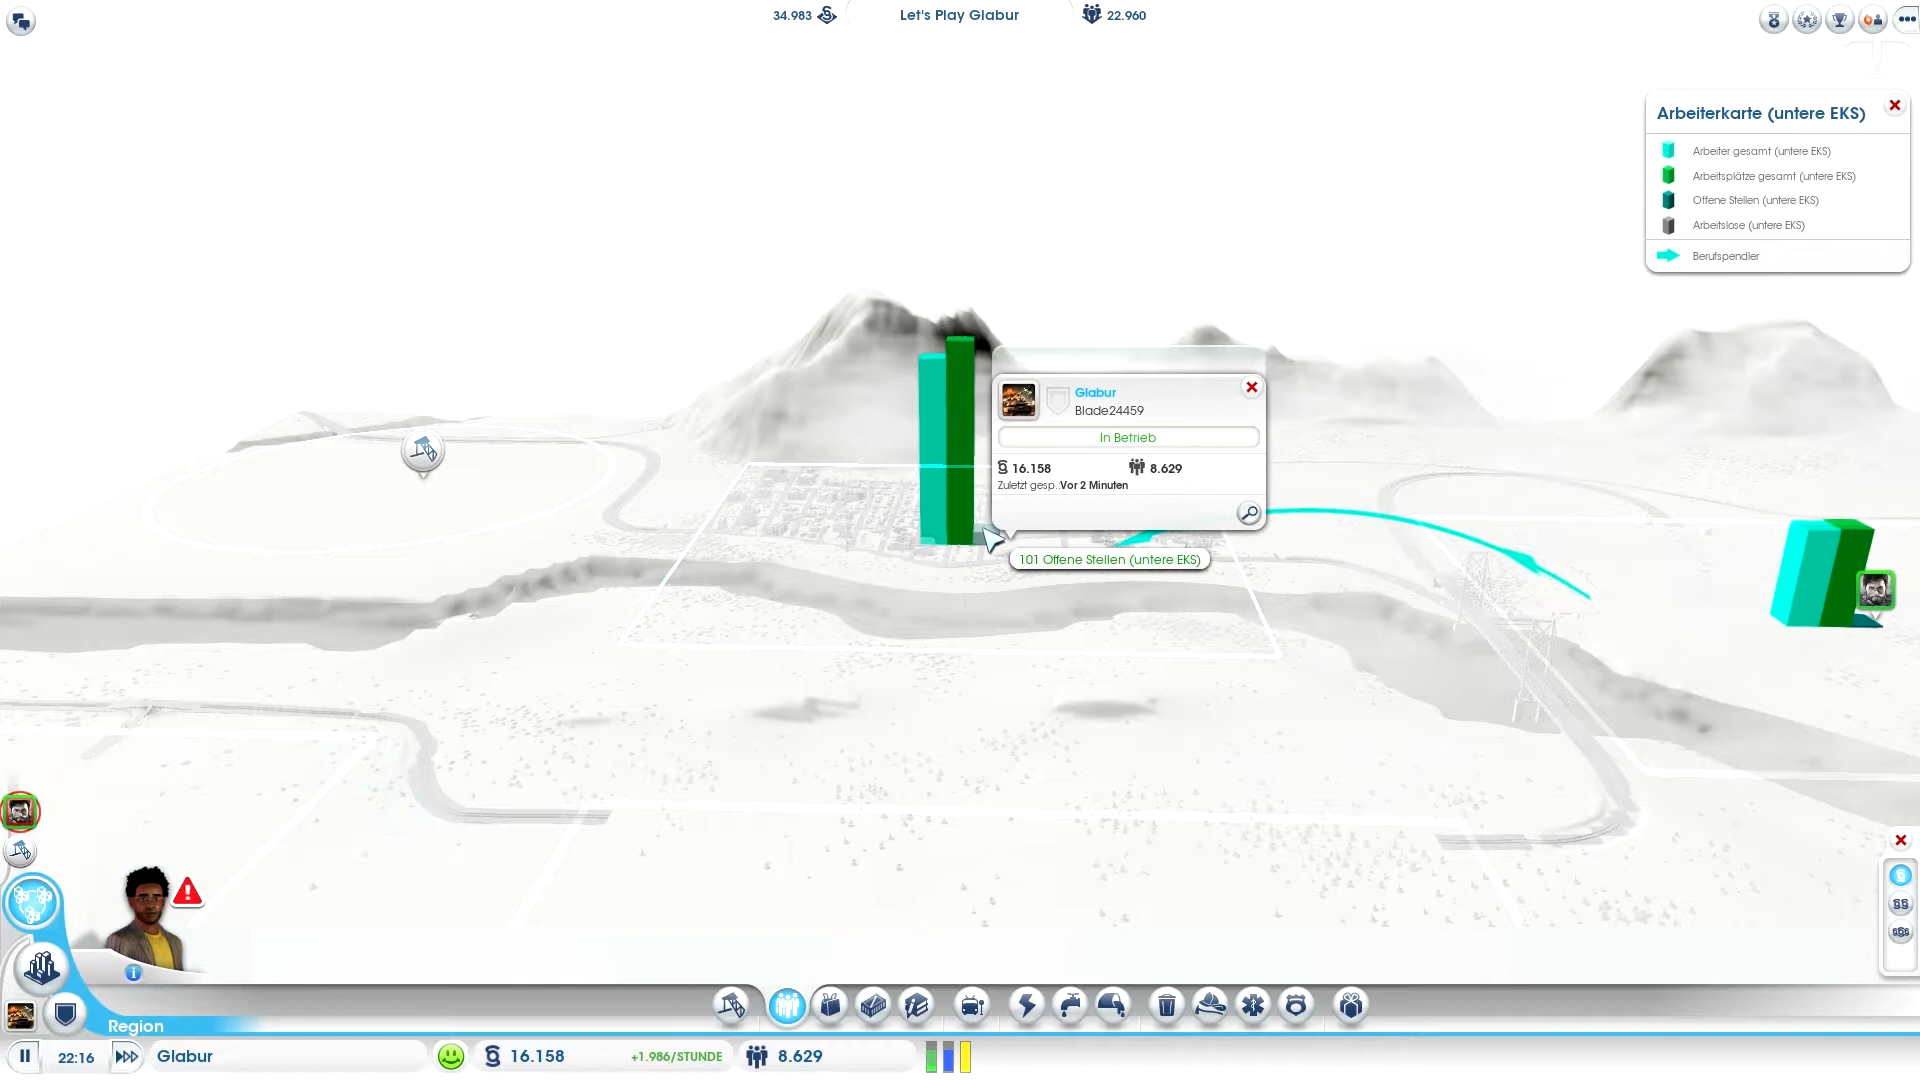 34.983
Let's Play Glabur
22.960
Arbeiterkarte (untere EKS)
Arbeiter gesamt (untere EKS)
Arbeitsplätze gesamt (untere EKS)
Offene Stellen (untere EKS)
Arbeitslose (untere EKS)
Berufspendler
Glabur
Blade24459
In Betrieb
16.158
8.629
Zuletzt gesp.:Vor 2 Minuten
101 Offene Stellen (untere EKS)
§
§§
§§§
Region
22:16
Glabur
16.158
+1.986/STUNDE
8.629